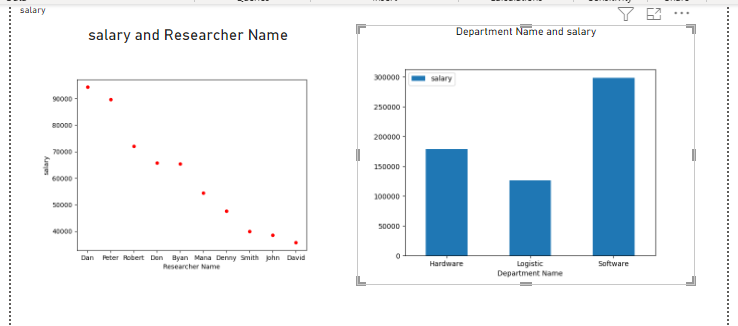 salary
salary and Researcher Name
90000
80000
70000
60000
50000
40000
salary
Dan Peter Robert Don Byan Mana Denny Smith John David
Researcher Name
Department Name and salary
salary
300000
250000
200000
150000
100000
50000
0
Hardware Logistic Software
Department Name